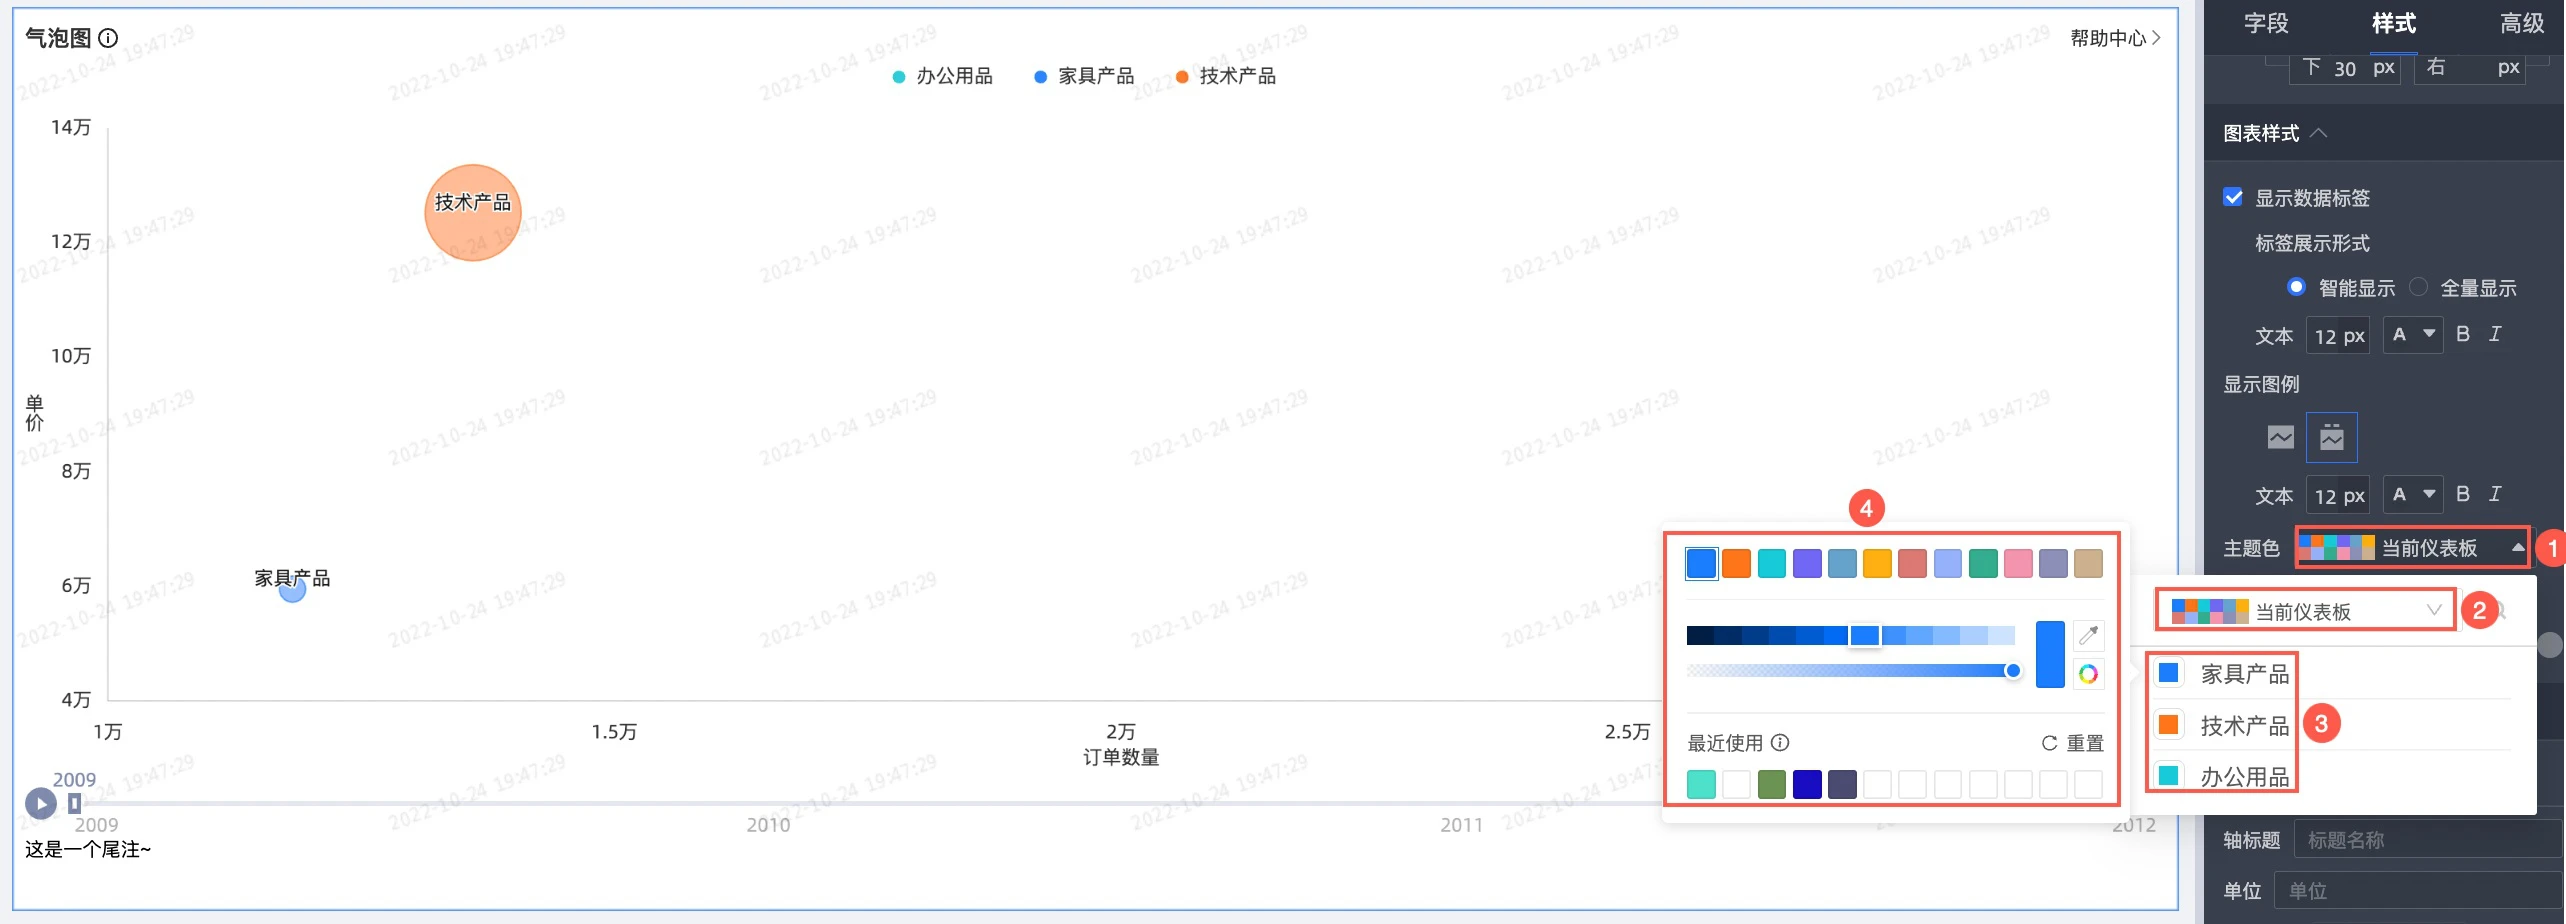 气泡图
帮助中心
办公用品 家具产品 技术产品
14万
12万
10万
8万
6万
4万
单价
技术产品
家具产品
1万 1.5万 2万 2.5万
订单数量
2009
2009 2010 2011 2012
这是一个尾注~
2022-10-24 19:47:29
字段 样式 高级
下 30 px 右 px
图表样式
显示数据标签
标签展示形式
智能显示 全量显示
文本 12 px A B I
显示图例
文本 12 px A B I
主题色 当前仪表板 1
当前仪表板 2
家具产品
技术产品 3
办公用品
4
最近使用 重置
轴标题 标题名称
单位 单位